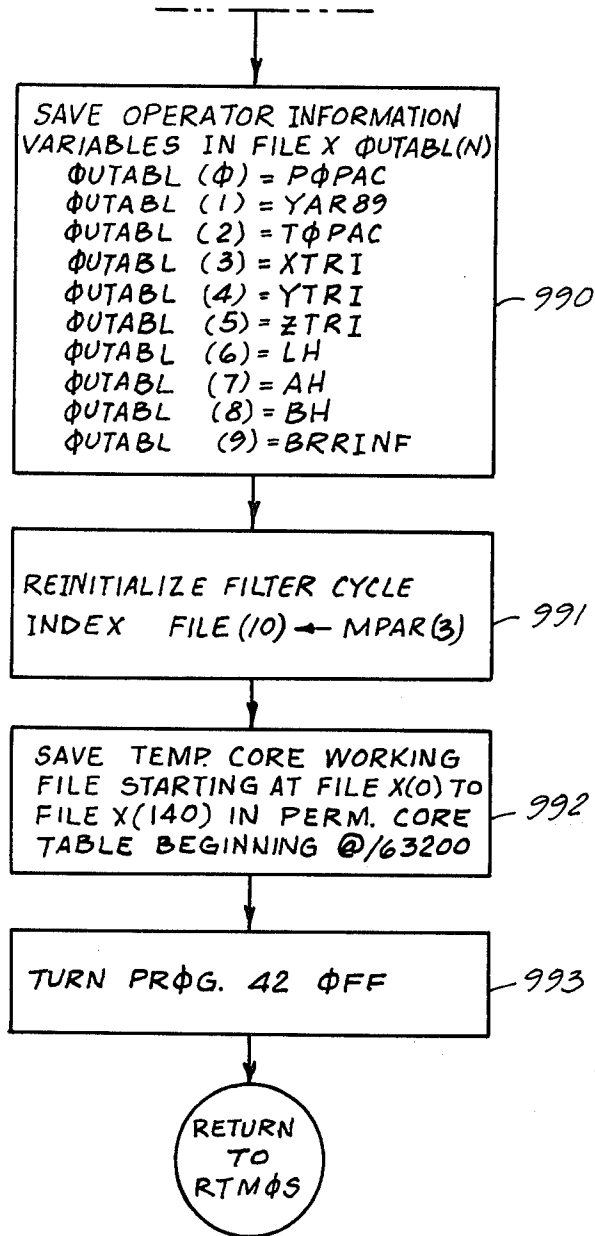 SAVE OPERATOR INFORMATION
VARIABLES IN FILE X ΦUTABL(N)
ΦUTABL (Φ) = PΦPAC
ΦUTABL (1) = YAR89
ΦUTABL (2) = TΦPAC
ΦUTABL (3) = XTRI
ΦUTABL (4) = YTRI
ΦUTABL (5) = ZTRI
ΦUTABL (6) = LH
ΦUTABL (7) = AH
ΦUTABL (8) = BH
ΦUTABL (9) = BRRINF
990
REINITIALIZE FILTER CYCLE
INDEX FILE (10) ← MPAR(3)
991
SAVE TEMP. CORE WORKING
FILE STARTING AT FILE X(0) TO
FILE X(140) IN PERM. CORE
TABLE BEGINNING @/63200
992
TURN PRΦG. 42 ΦFF
993
RETURN
TO
RTMΦS